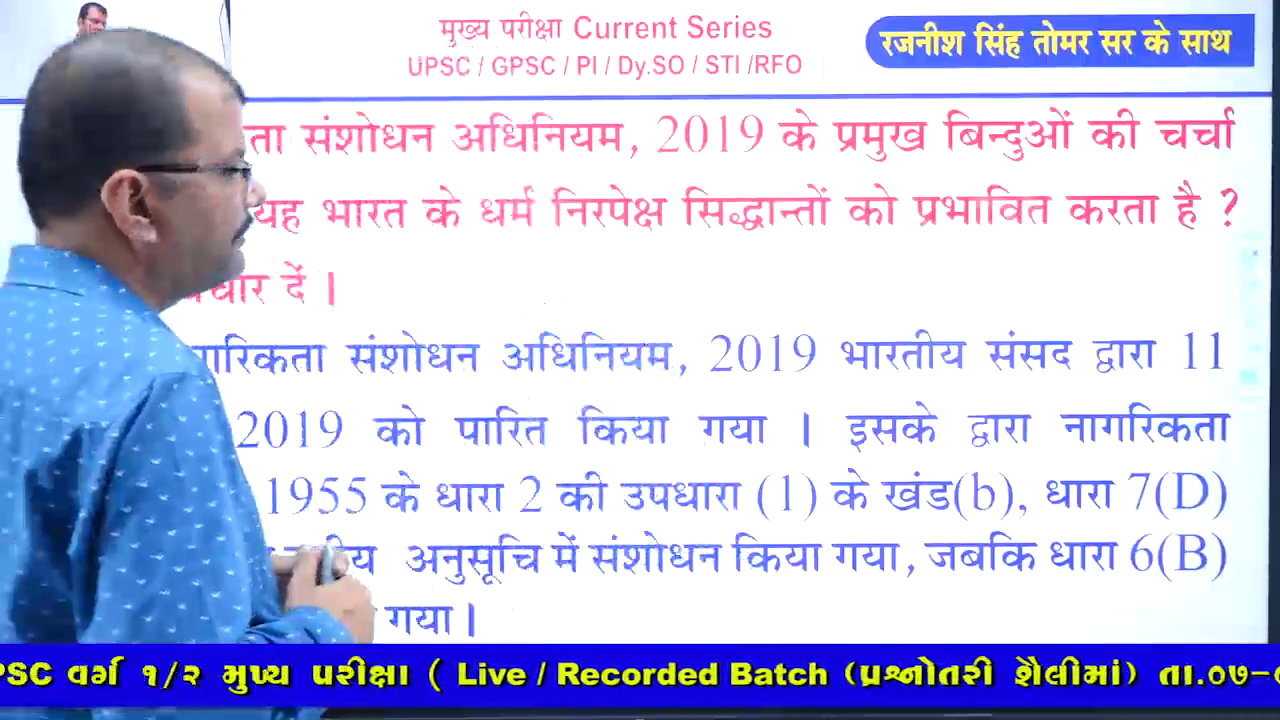 मुख्य परीक्षा Current Series
UPSC / GPSC / PI / Dy.SO / STI /RFO
रजनीश सिंह तोमर सर के साथ
ता संशोधन अधिनियम, 2019 के प्रमुख बिन्दुओं की चर्चा
यह भारत के धर्म निरपेक्ष सिद्धान्तों को प्रभावित करता है ?
दें ।
गारिकता संशोधन अधिनियम, 2019 भारतीय संसद द्वारा 11
2019 को पारित किया गया । इसके द्वारा नागरिकता
1955 के धारा 2 की उपधारा (1) के खंड(b), धारा 7(D)
अनुसूचि में संशोधन किया गया, जबकि धारा 6(B)
गया ।
PSC વર્ગ ૧/૨ મુખ્ય પરીક્ષા ( Live / Recorded Batch (પ્રશ્નોતરી શૈલીમાં) તા.૦૭-